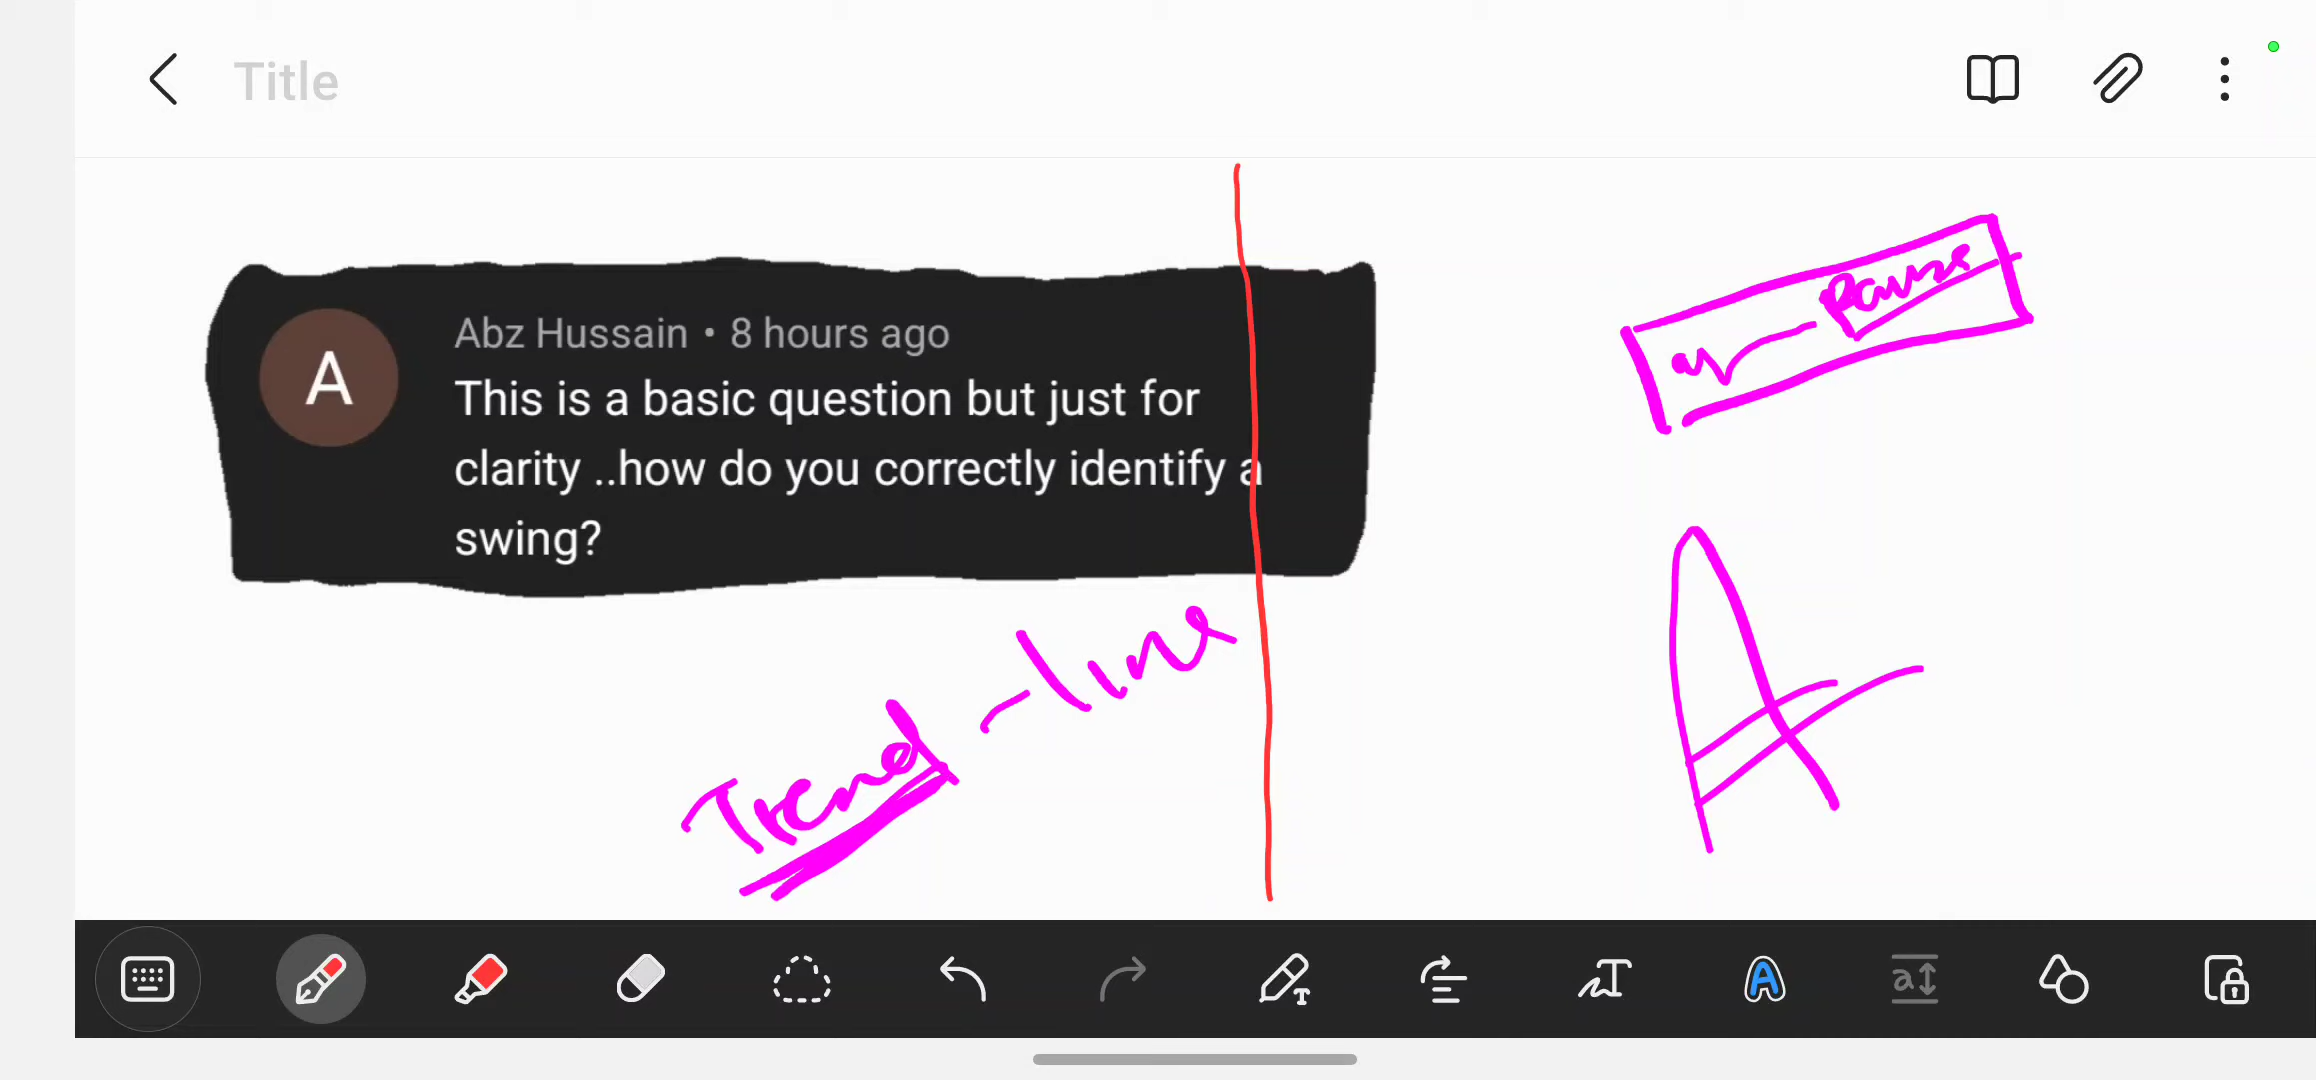 Title
Abz Hussain • 8 hours ago
A
This is a basic question but just for
clarity ..how do you correctly identify a
swing?
Trend-line
A